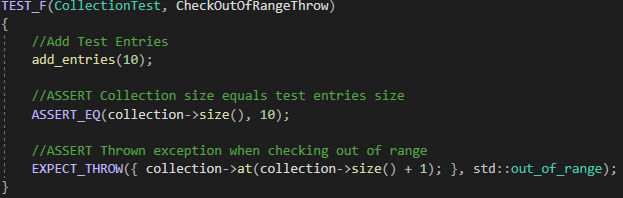 TEST_F(CollectionTest, CheckOutOfRangeThrow)
{
//Add Test Entries
add_entries(10);
//ASSERT Collection size equals test entries size
ASSERT_EQ(collection->size(), 10);
//ASSERT Thrown exception when checking out of range
EXPECT_THROW({ collection->at(collection->size() + 1); }, std::out_of_range);
}